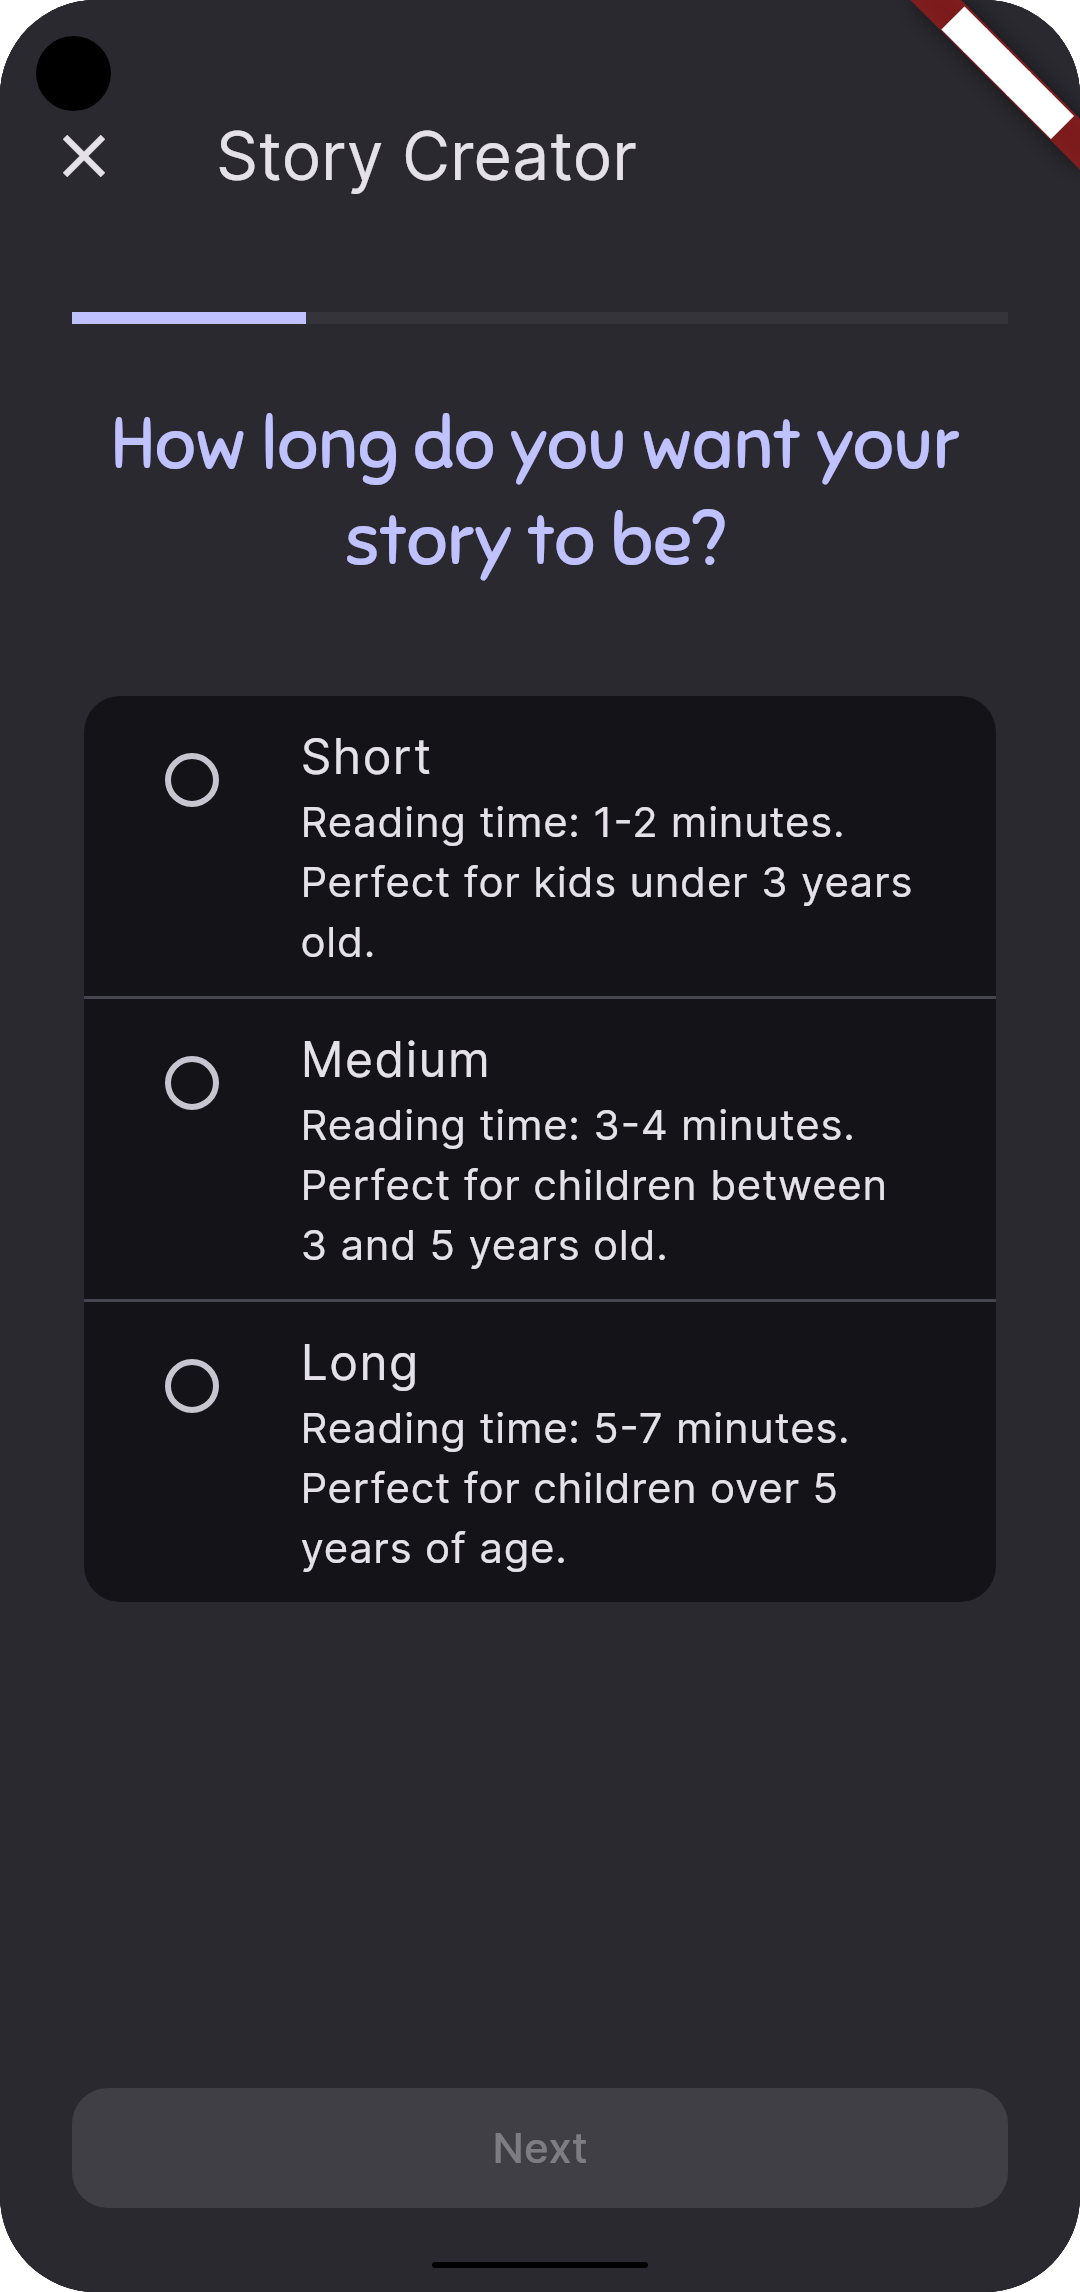 Story Creator
How long do you want your
story to be?
Short
Reading time: 1-2 minutes.
Perfect for kids under 3 years
old.
Medium
Reading time: 3-4 minutes.
Perfect for children between
3 and 5 years old.
Long
Reading time: 5-7 minutes.
Perfect for children over 5
years of age.
Next